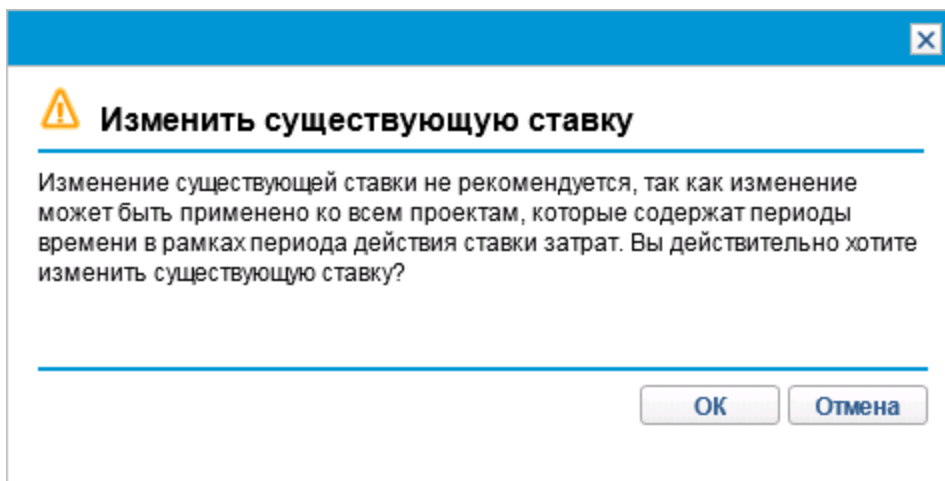 Изменить существующую ставку
Изменение существующей ставки не рекомендуется, так как изменение
может быть применено ко всем проектам, которые содержат периоды
времени в рамках периода действия ставки затрат. Вы действительно хотите
изменить существующую ставку?
ОК
Отмена